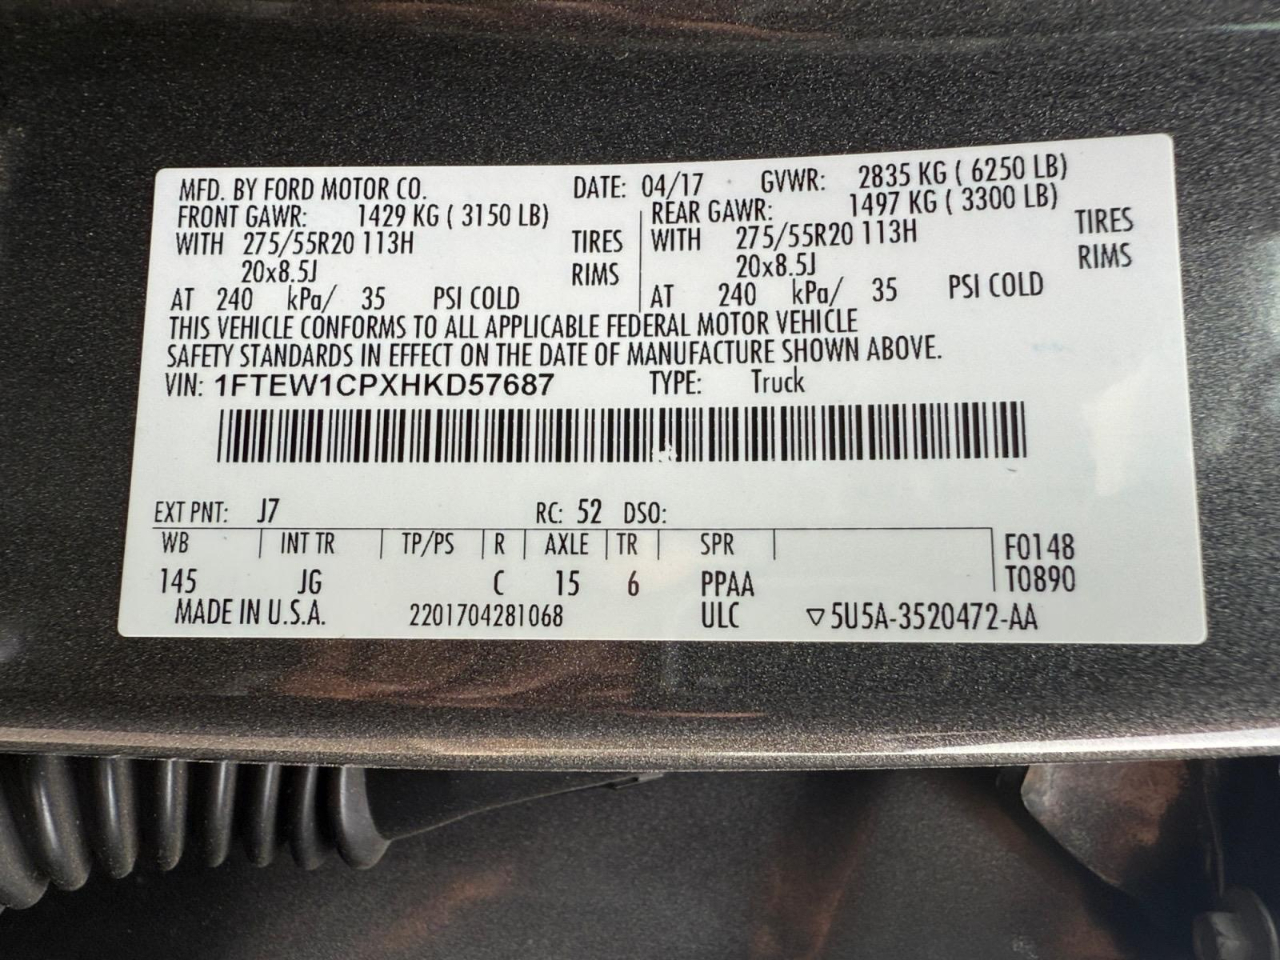 MFD. BY FORD MOTOR CO. DATE: 04/17 GVWR: 2835 KG ( 6250 LB)
FRONT GAWR: 1429 KG ( 3150 LB) REAR GAWR: 1497 KG ( 3300 LB)
WITH 275/55R20 113H TIRES WITH 275/55R20 113H TIRES
20x8.5J RIMS 20x8.5J RIMS
AT 240 kPa/ 35 PSI COLD AT 240 kPa/ 35 PSI COLD
THIS VEHICLE CONFORMS TO ALL APPLICABLE FEDERAL MOTOR VEHICLE
SAFETY STANDARDS IN EFFECT ON THE DATE OF MANUFACTURE SHOWN ABOVE.
VIN: 1FTEW1CPXHKD57687 TYPE: Truck
EXT PNT: J7 RC: 52 DSO:
WB INT TR TP/PS R AXLE TR SPR F0148
145 JG C 15 6 PPAA T0890
MADE IN U.S.A. 2201704281068 ULC ▽5U5A-3520472-AA